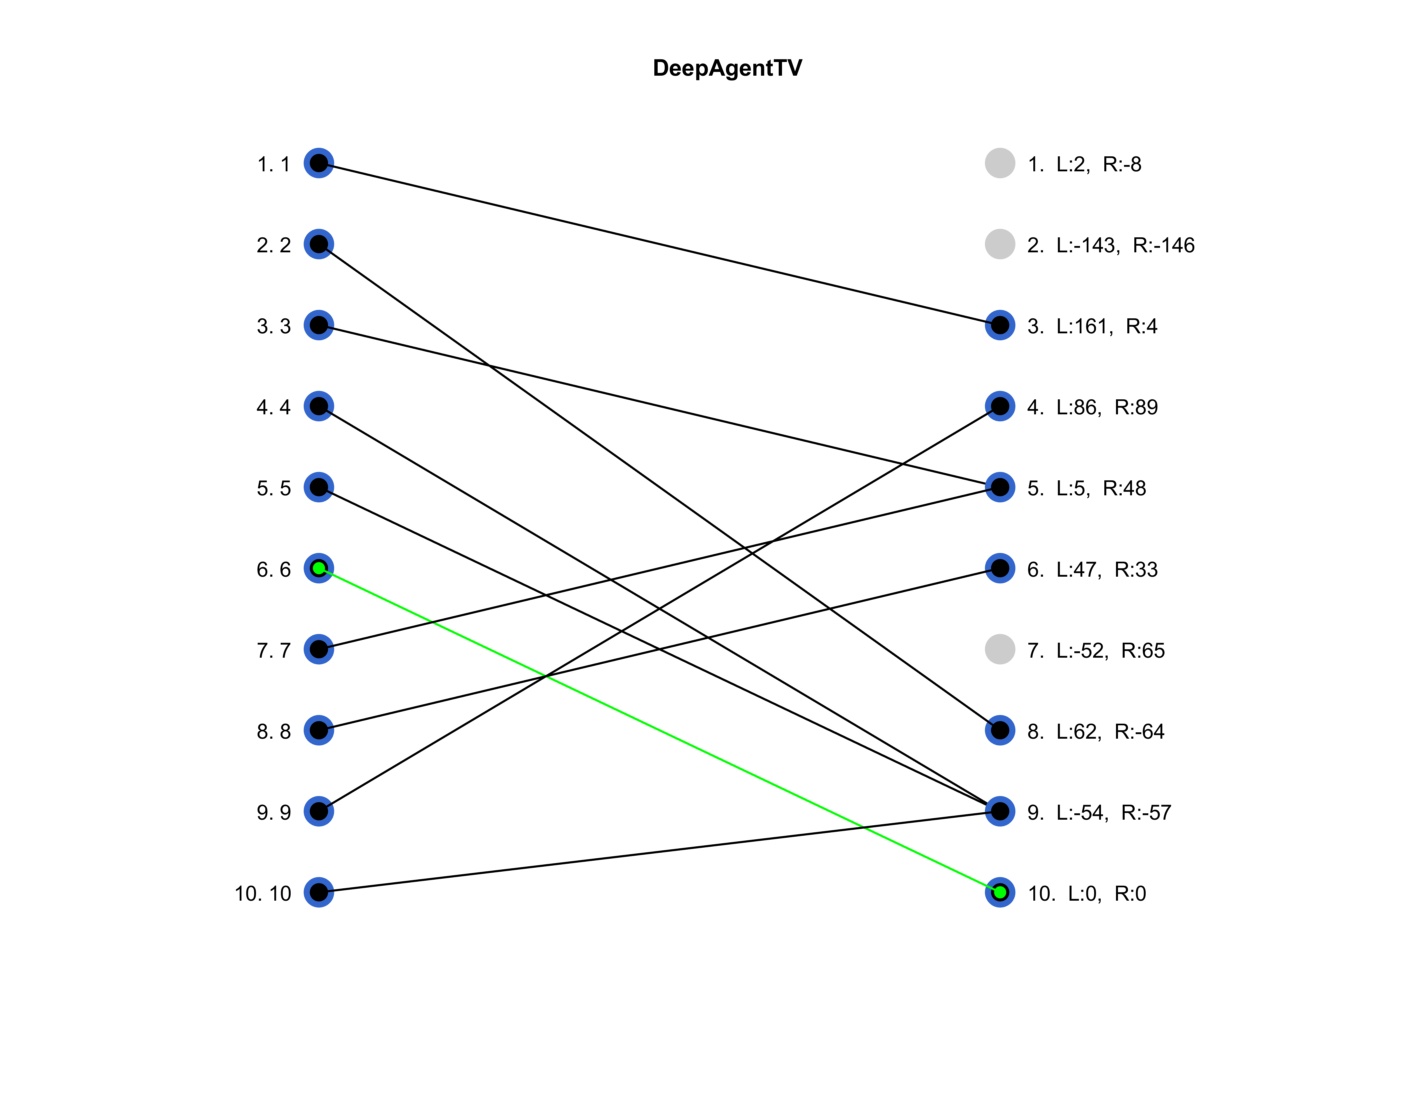 DeepAgentTV
1. 1
1. L:2, R:-8
2. 2
2. L:-143, R:-146
3. 3
3. L:161, R:4
4. 4
4. L:86, R:89
5. 5
5. L:5, R:48
6. 6
6. L:47, R:33
7. 7
7. L:-52, R:65
8. 8
8. L:62, R:-64
9. 9
9. L:-54, R:-57
10. 10
10. L:0, R:0